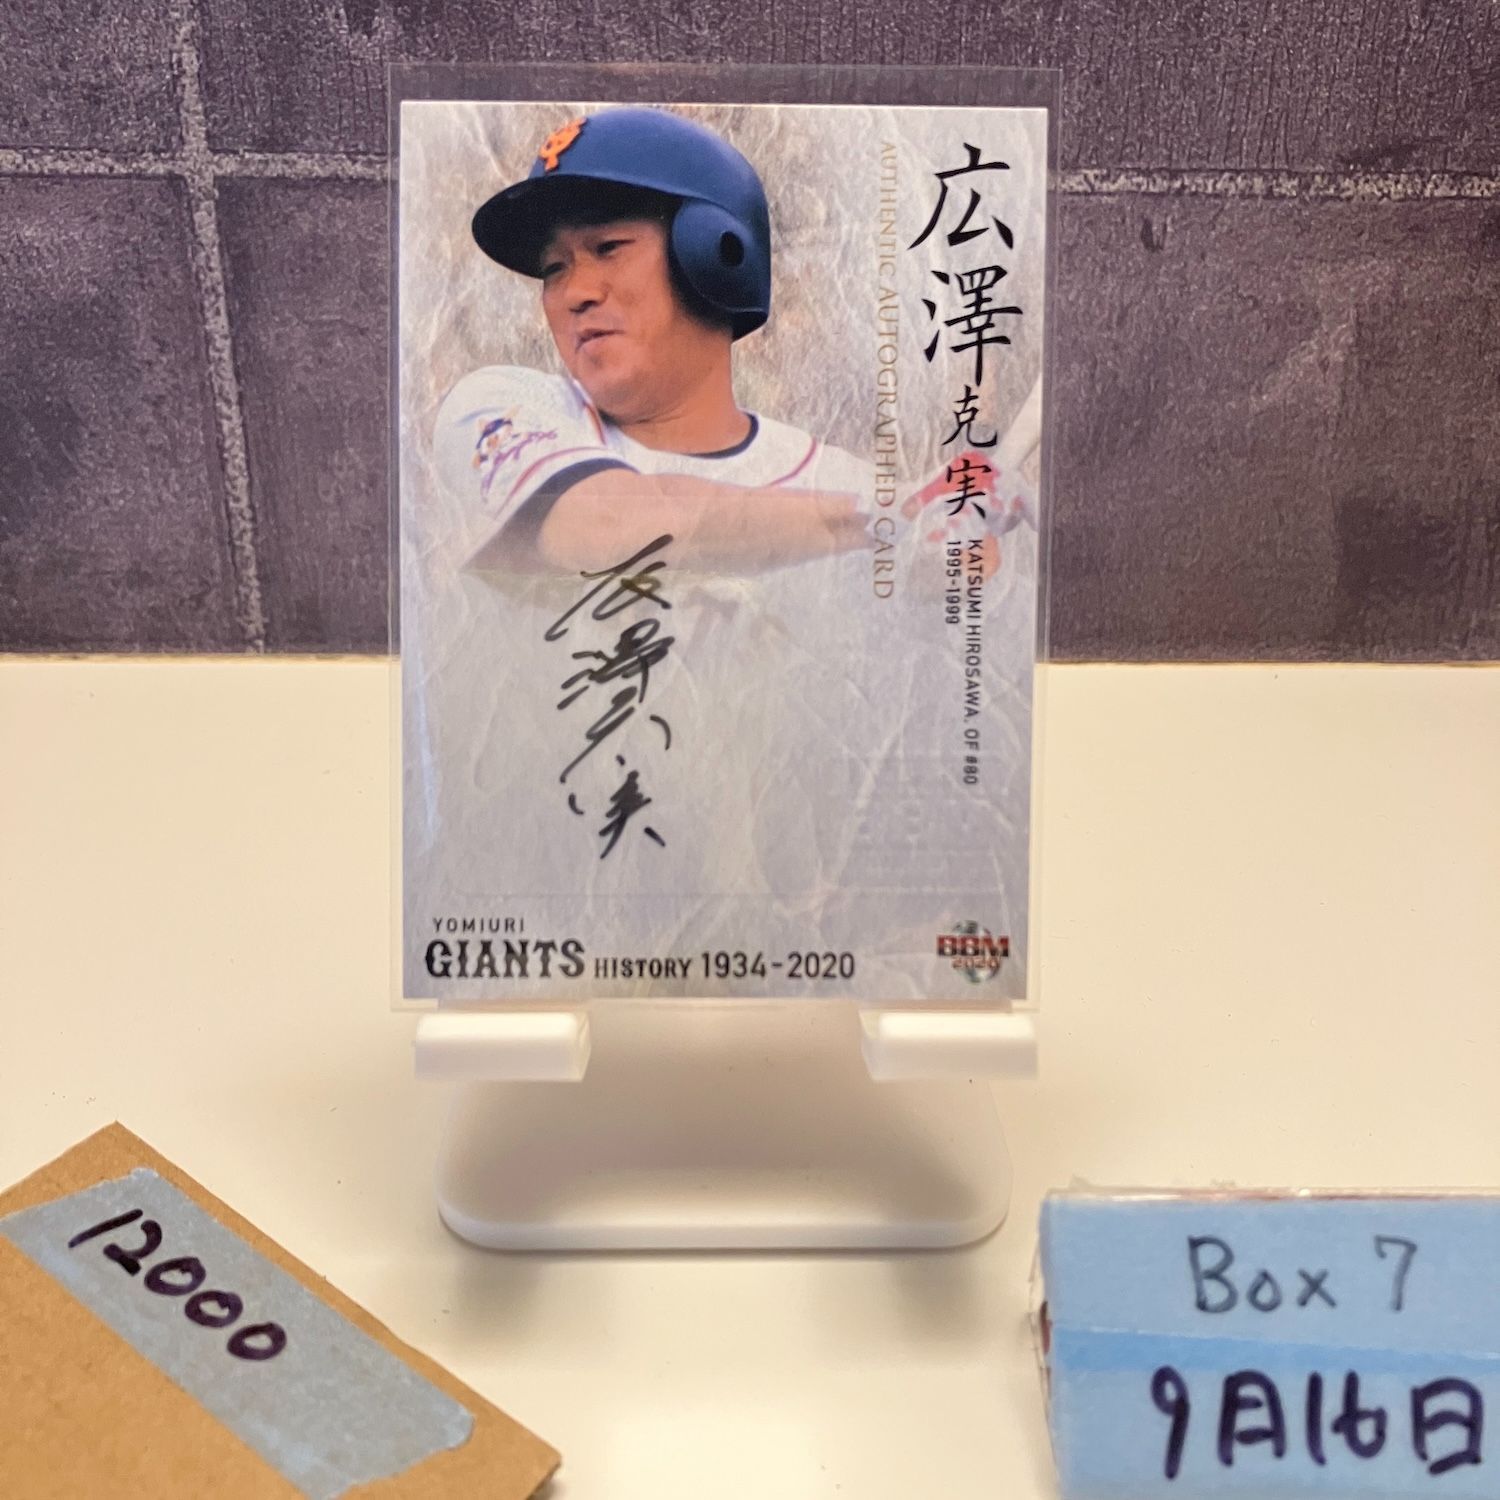 広澤克実
AUTHENTIC AUTOGRAPHED CARD
KATSUMI HIROSAWA, OF #80
1995-1999
広澤克実
YOMIURI
GIANTS HISTORY 1934-2020
BBM
2020
12000
Box 7
9月16日